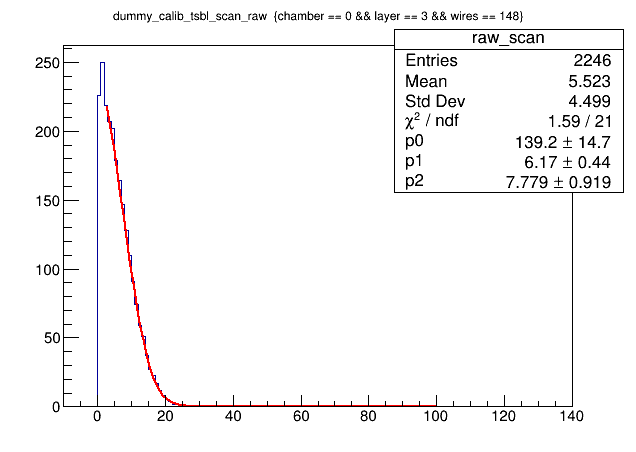 dummy_calib_tsbl_scan_raw {chamber == 0 && layer == 3 && wires == 148}
raw_scan
Entries 2246
Mean 5.523
Std Dev 4.499
χ² / ndf 1.59 / 21
p0 139.2 ± 14.7
p1 6.17 ± 0.44
p2 7.779 ± 0.919
250
200
150
100
50
0
0 20 40 60 80 100 120 140